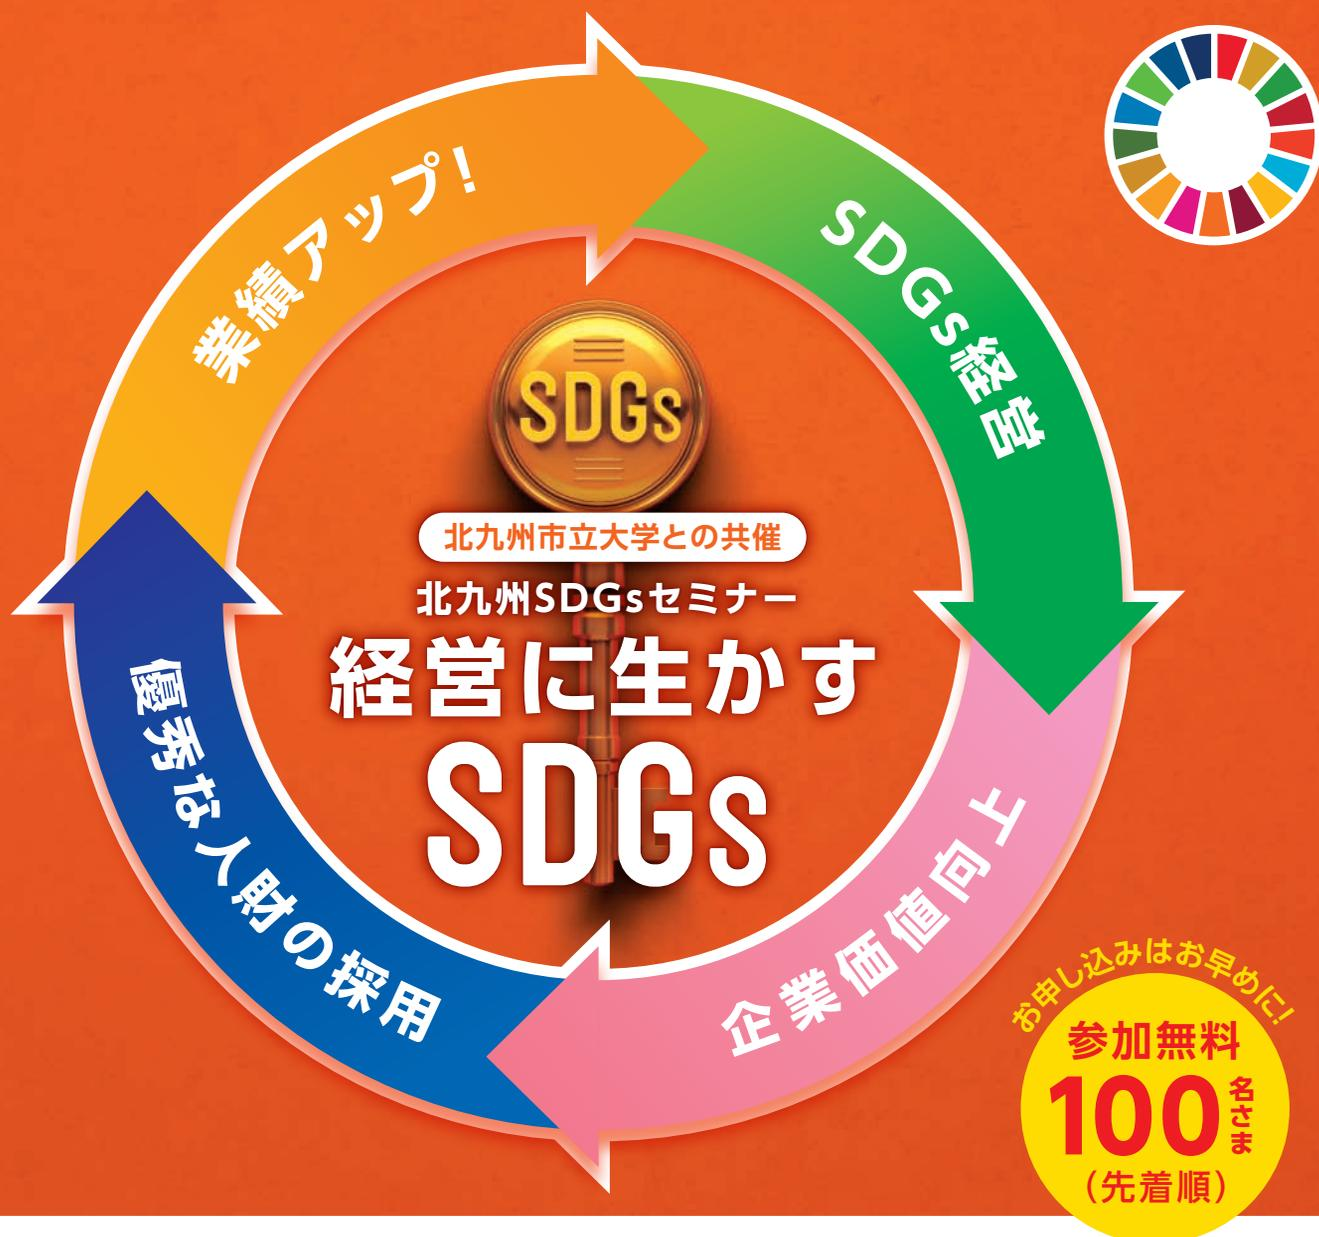 業績アップ!
SDGs経営
SDGs
北九州市立大学との共催
北九州SDGsセミナー
経営に生かす
SDGs
優秀な人財の採用
企業価値向上
お申し込みはお早めに!
参加無料
100名さま
(先着順)